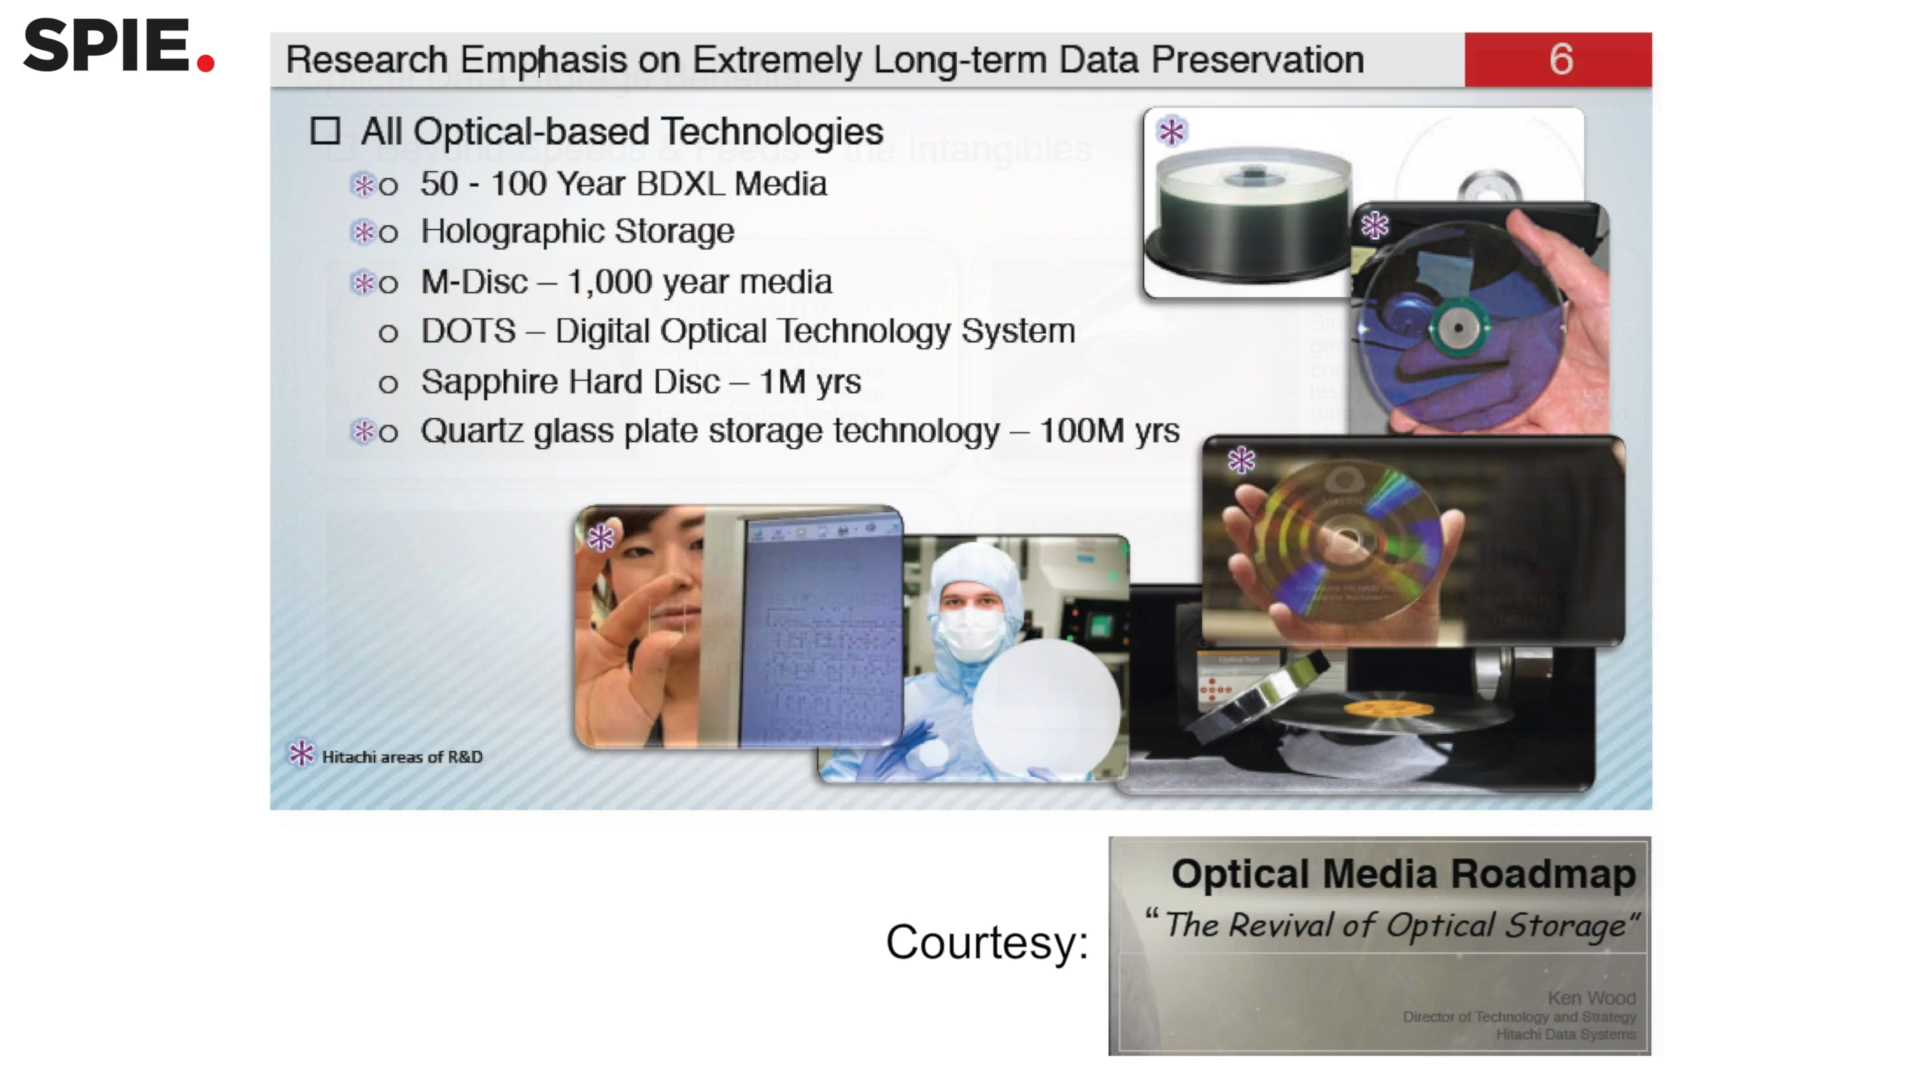 SPIE.
Research Emphasis on Extremely Long-term Data Preservation
6
All Optical-based Technologies
50 - 100 Year BDXL Media
Holographic Storage
M-Disc – 1,000 year media
DOTS – Digital Optical Technology System
Sapphire Hard Disc – 1M yrs
Quartz glass plate storage technology – 100M yrs
Hitachi areas of R&D
Courtesy:
Optical Media Roadmap
“The Revival of Optical Storage”
Ken Wood
Director of Technology and Strategy
Hitachi Data Systems